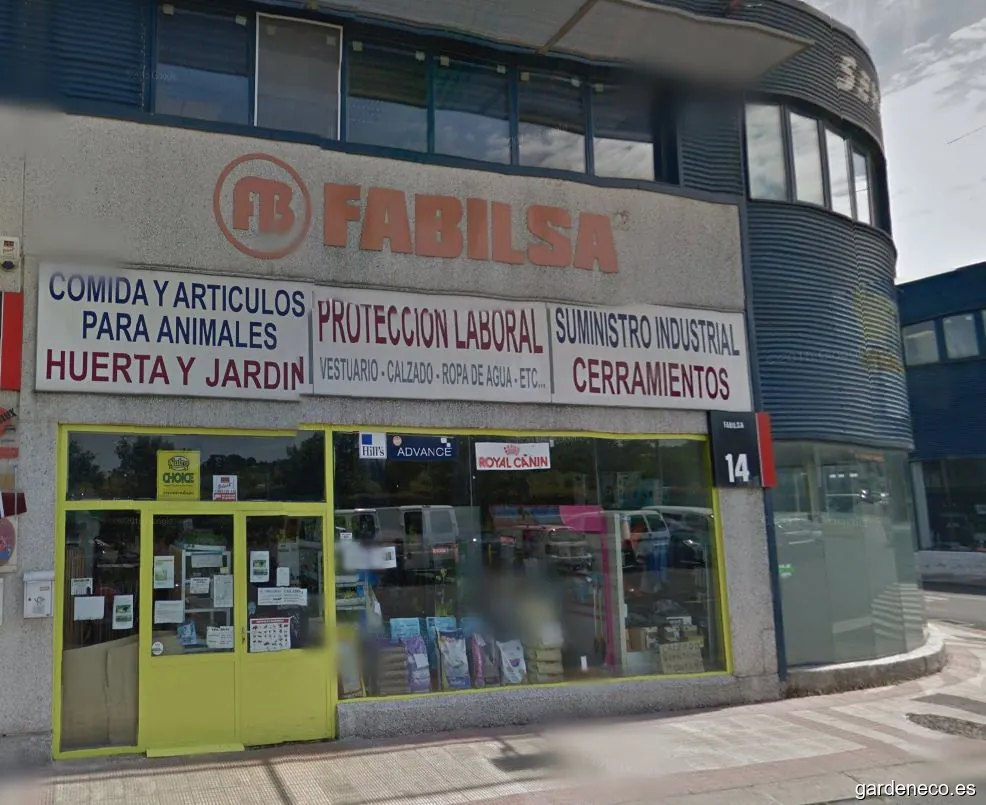 FB FABILSA
COMIDA Y ARTICULOS
PARA ANIMALES
HUERTA Y JARDIN
PROTECCION LABORAL
VESTUARIO - CALZADO - ROPA DE AGUA - ETC...
SUMINISTRO INDUSTRIAL
CERRAMIENTOS
FABILSA
14
CHOICE
Hill's
ADVANCE
ROYAL CANIN
gardeneco.es